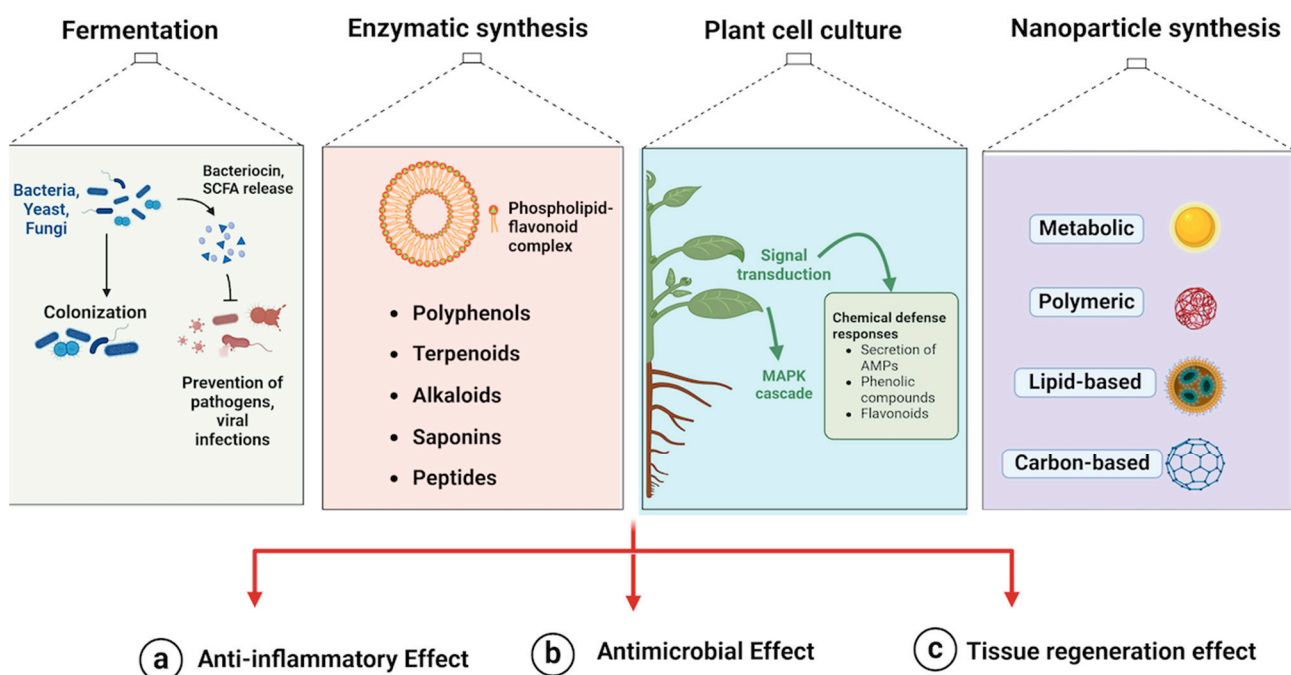 Fermentation
Enzymatic synthesis
Plant cell culture
Nanoparticle synthesis
Bacteria,
Yeast,
Fungi
Bacteriocin,
SCFA release
Colonization
Prevention of
pathogens,
viral
infections
Phospholipid-
flavonoid
complex
• Polyphenols
• Terpenoids
• Alkaloids
• Saponins
• Peptides
Signal
transduction
MAPK
cascade
Chemical defense
responses
• Secretion of
AMPs
• Phenolic
compounds
• Flavonoids
Metabolic
Polymeric
Lipid-based
Carbon-based
a Anti-inflammatory Effect
b Antimicrobial Effect
c Tissue regeneration effect